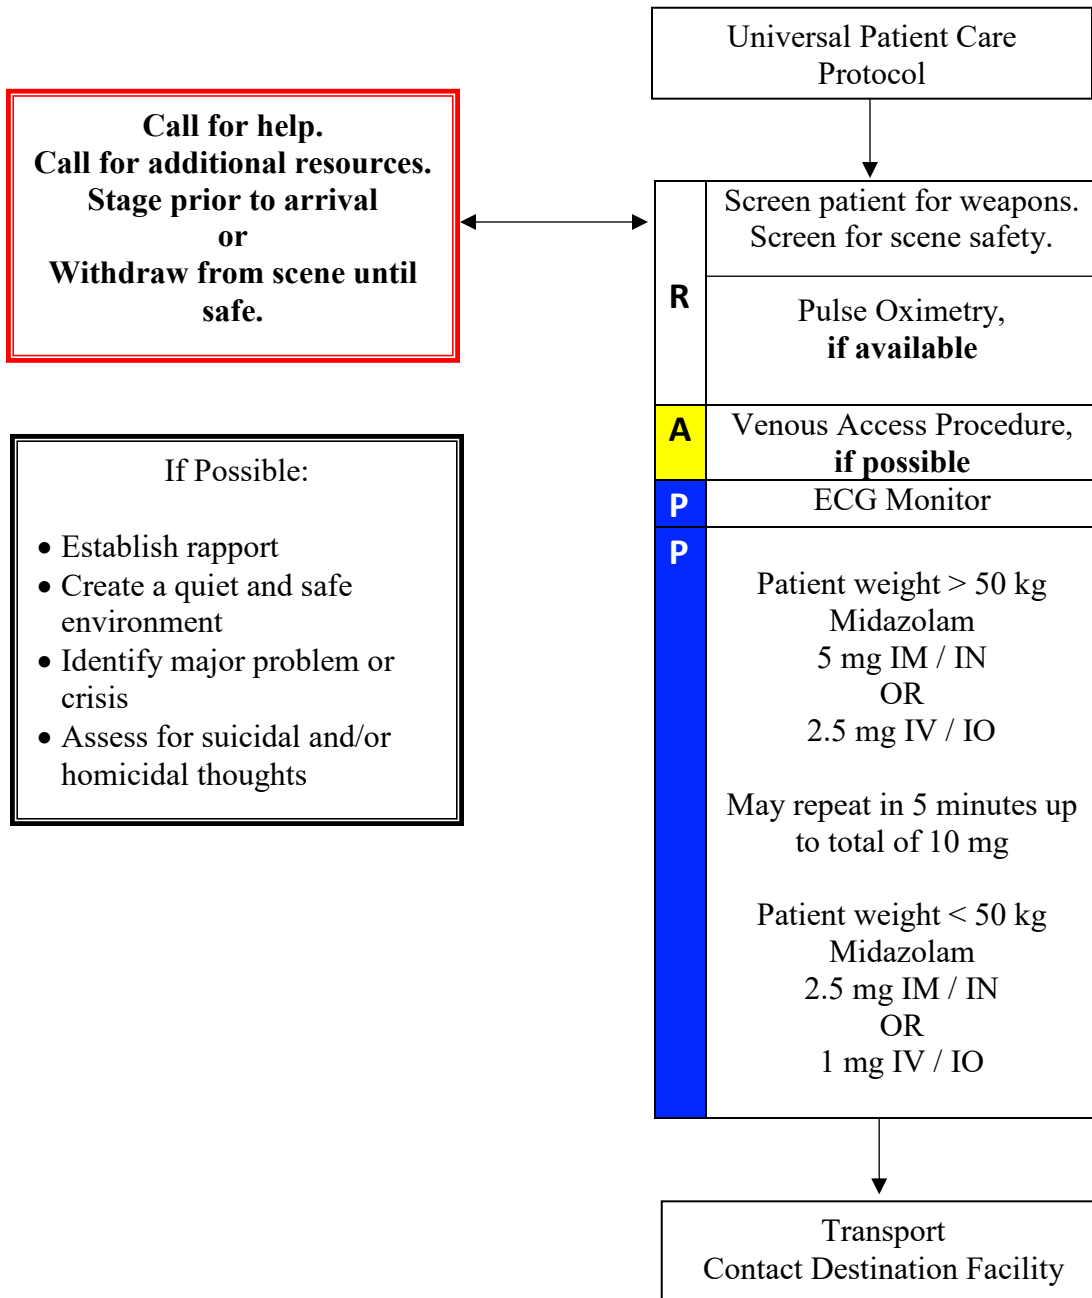 Universal Patient Care
Protocol
Call for help.
Call for additional resources.
Stage prior to arrival
or
Withdraw from scene until
safe.
R
Screen patient for weapons.
Screen for scene safety.
Pulse Oximetry,
if available
A
Venous Access Procedure,
if possible
P
ECG Monitor
If Possible:
• Establish rapport
• Create a quiet and safe
environment
• Identify major problem or
crisis
• Assess for suicidal and/or
homicidal thoughts
P
Patient weight > 50 kg
Midazolam
5 mg IM / IN
OR
2.5 mg IV / IO
May repeat in 5 minutes up
to total of 10 mg
Patient weight < 50 kg
Midazolam
2.5 mg IM / IN
OR
1 mg IV / IO
Transport
Contact Destination Facility